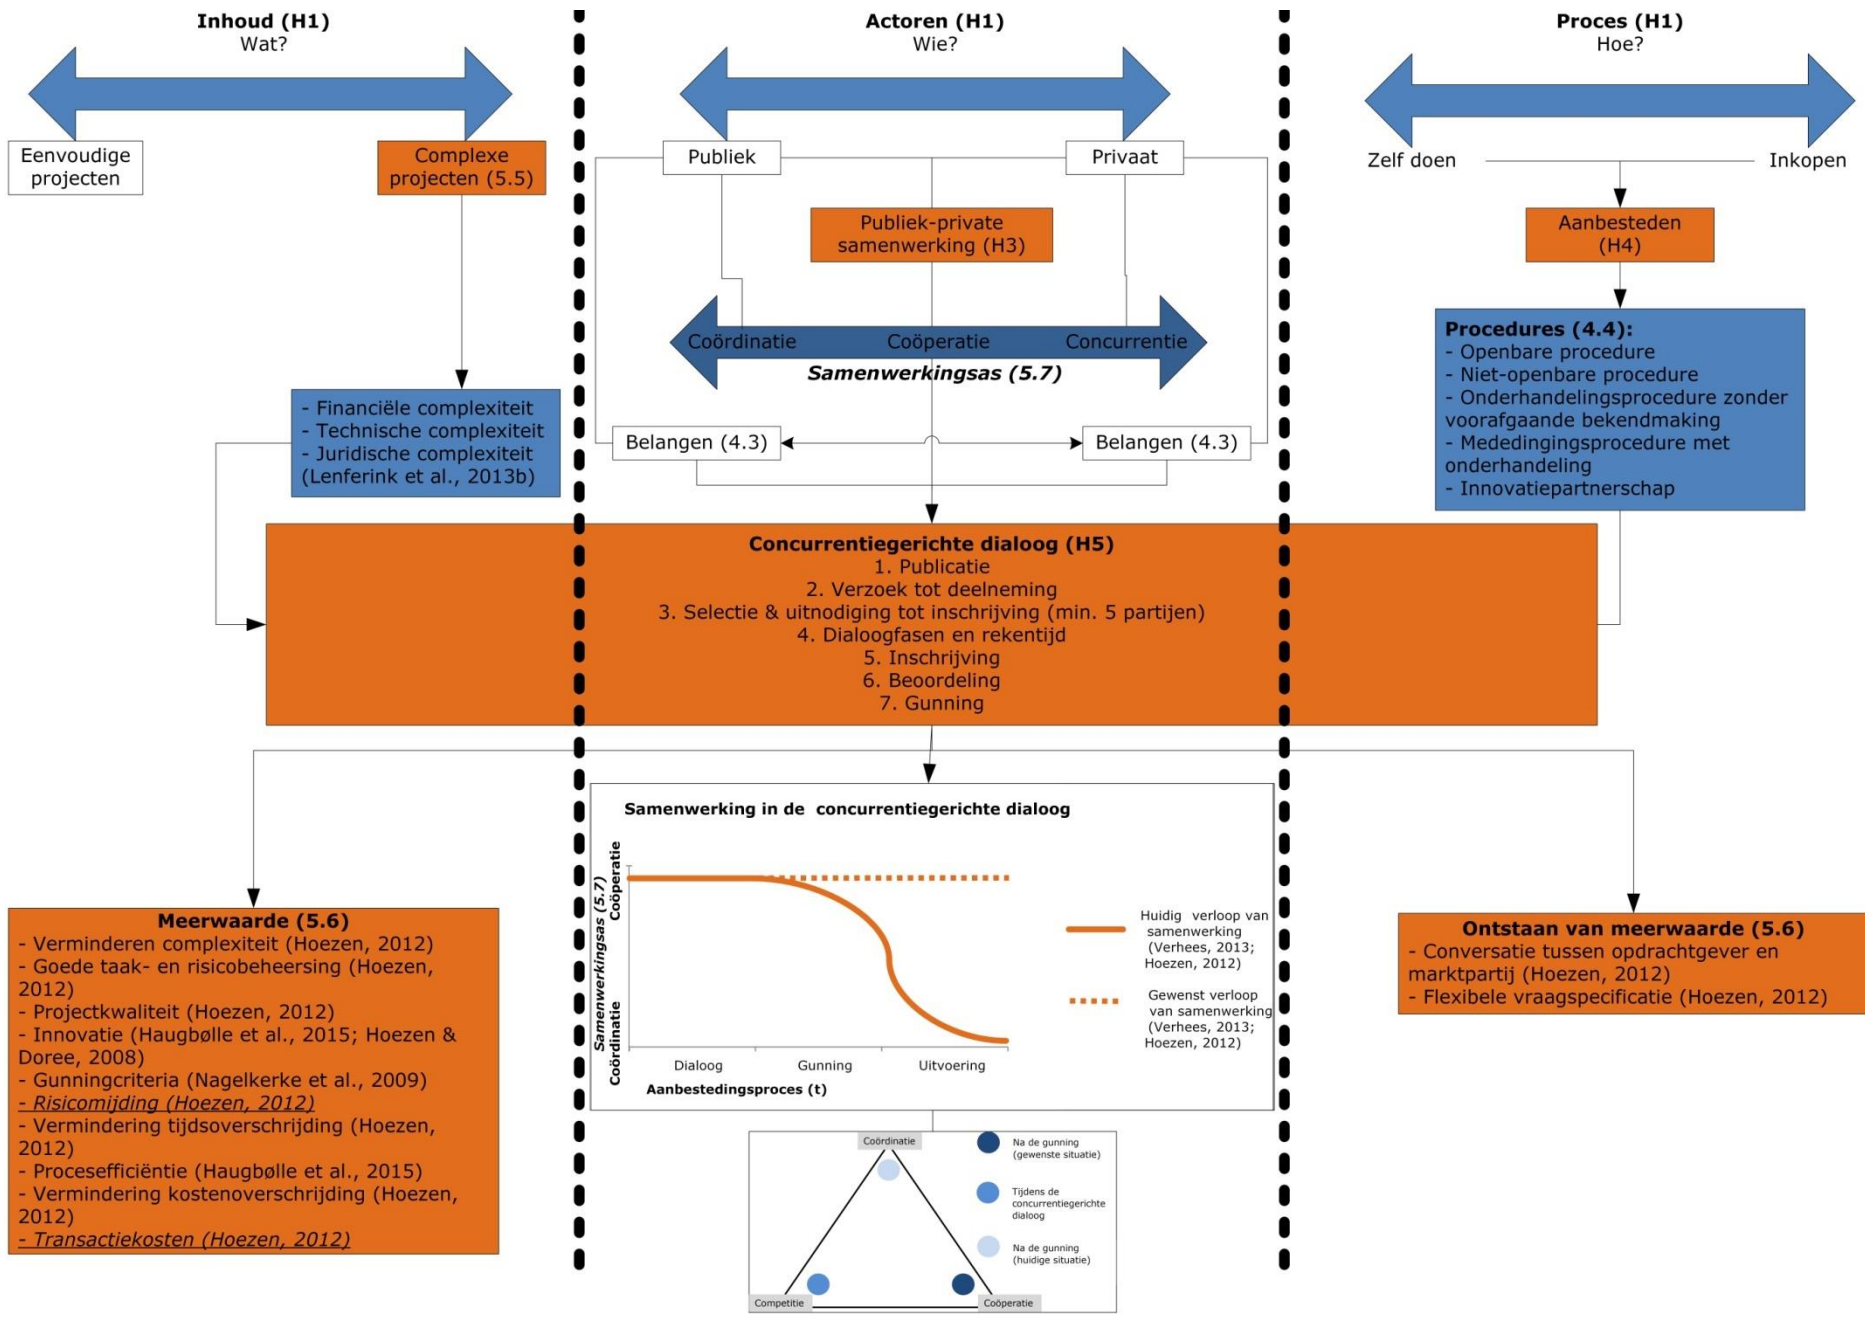 Inhoud (H1)
Wat?
Eenvoudige
projecten
Complexe
projecten (5.5)
- Financiële complexiteit
- Technische complexiteit
- Juridische complexiteit
(Lenferink et al., 2013b)
Actoren (H1)
Wie?
Publiek
Privaat
Publiek-private
samenwerking (H3)
Coördinatie
Coöperatie
Concurrentie
Samenwerkingsas (5.7)
Belangen (4.3)
Belangen (4.3)
Proces (H1)
Hoe?
Zelf doen
Inkopen
Aanbesteden
(H4)
Procedures (4.4):
- Openbare procedure
- Niet-openbare procedure
- Onderhandelingsprocedure zonder
voorafgaande bekendmaking
- Mededingingsprocedure met
onderhandeling
- Innovatiepartnerschap
Concurrentiegerichte dialoog (H5)
1. Publicatie
2. Verzoek tot deelneming
3. Selectie & uitnodiging tot inschrijving (min. 5 partijen)
4. Dialoogfasen en rekentijd
5. Inschrijving
6. Beoordeling
7. Gunning
Meerwaarde (5.6)
- Verminderen complexiteit (Hoezen, 2012)
- Goede taak- en risicobeheersing (Hoezen,
2012)
- Projectkwaliteit (Hoezen, 2012)
- Innovatie (Haugbølle et al., 2015; Hoezen &
Doree, 2008)
- Gunningcriteria (Nagelkerke et al., 2009)
- Risicomijding (Hoezen, 2012)
- Vermindering tijdsoverschrijding (Hoezen,
2012)
- Procesefficiëntie (Haugbølle et al., 2015)
- Vermindering kostenoverschrijding (Hoezen,
2012)
- Transactiekosten (Hoezen, 2012)
Samenwerking in de concurrentiegerichte dialoog
Samenwerkingsas (5.7)
Coöperatie
Coördinatie
Dialoog
Gunning
Uitvoering
Aanbestedingsproces (t)
Huidig verloop van
samenwerking
(Verhees, 2013;
Hoezen, 2012)
Gewenst verloop
van samenwerking
(Verhees, 2013;
Hoezen, 2012)
Coördinatie
Competitie
Coöperatie
Na de gunning
(gewenste situatie)
Tijdens de
concurrentiegerichte
dialoog
Na de gunning
(huidige situatie)
Ontstaan van meerwaarde (5.6)
- Conversatie tussen opdrachtgever en
marktpartij (Hoezen, 2012)
- Flexibele vraagspecificatie (Hoezen, 2012)